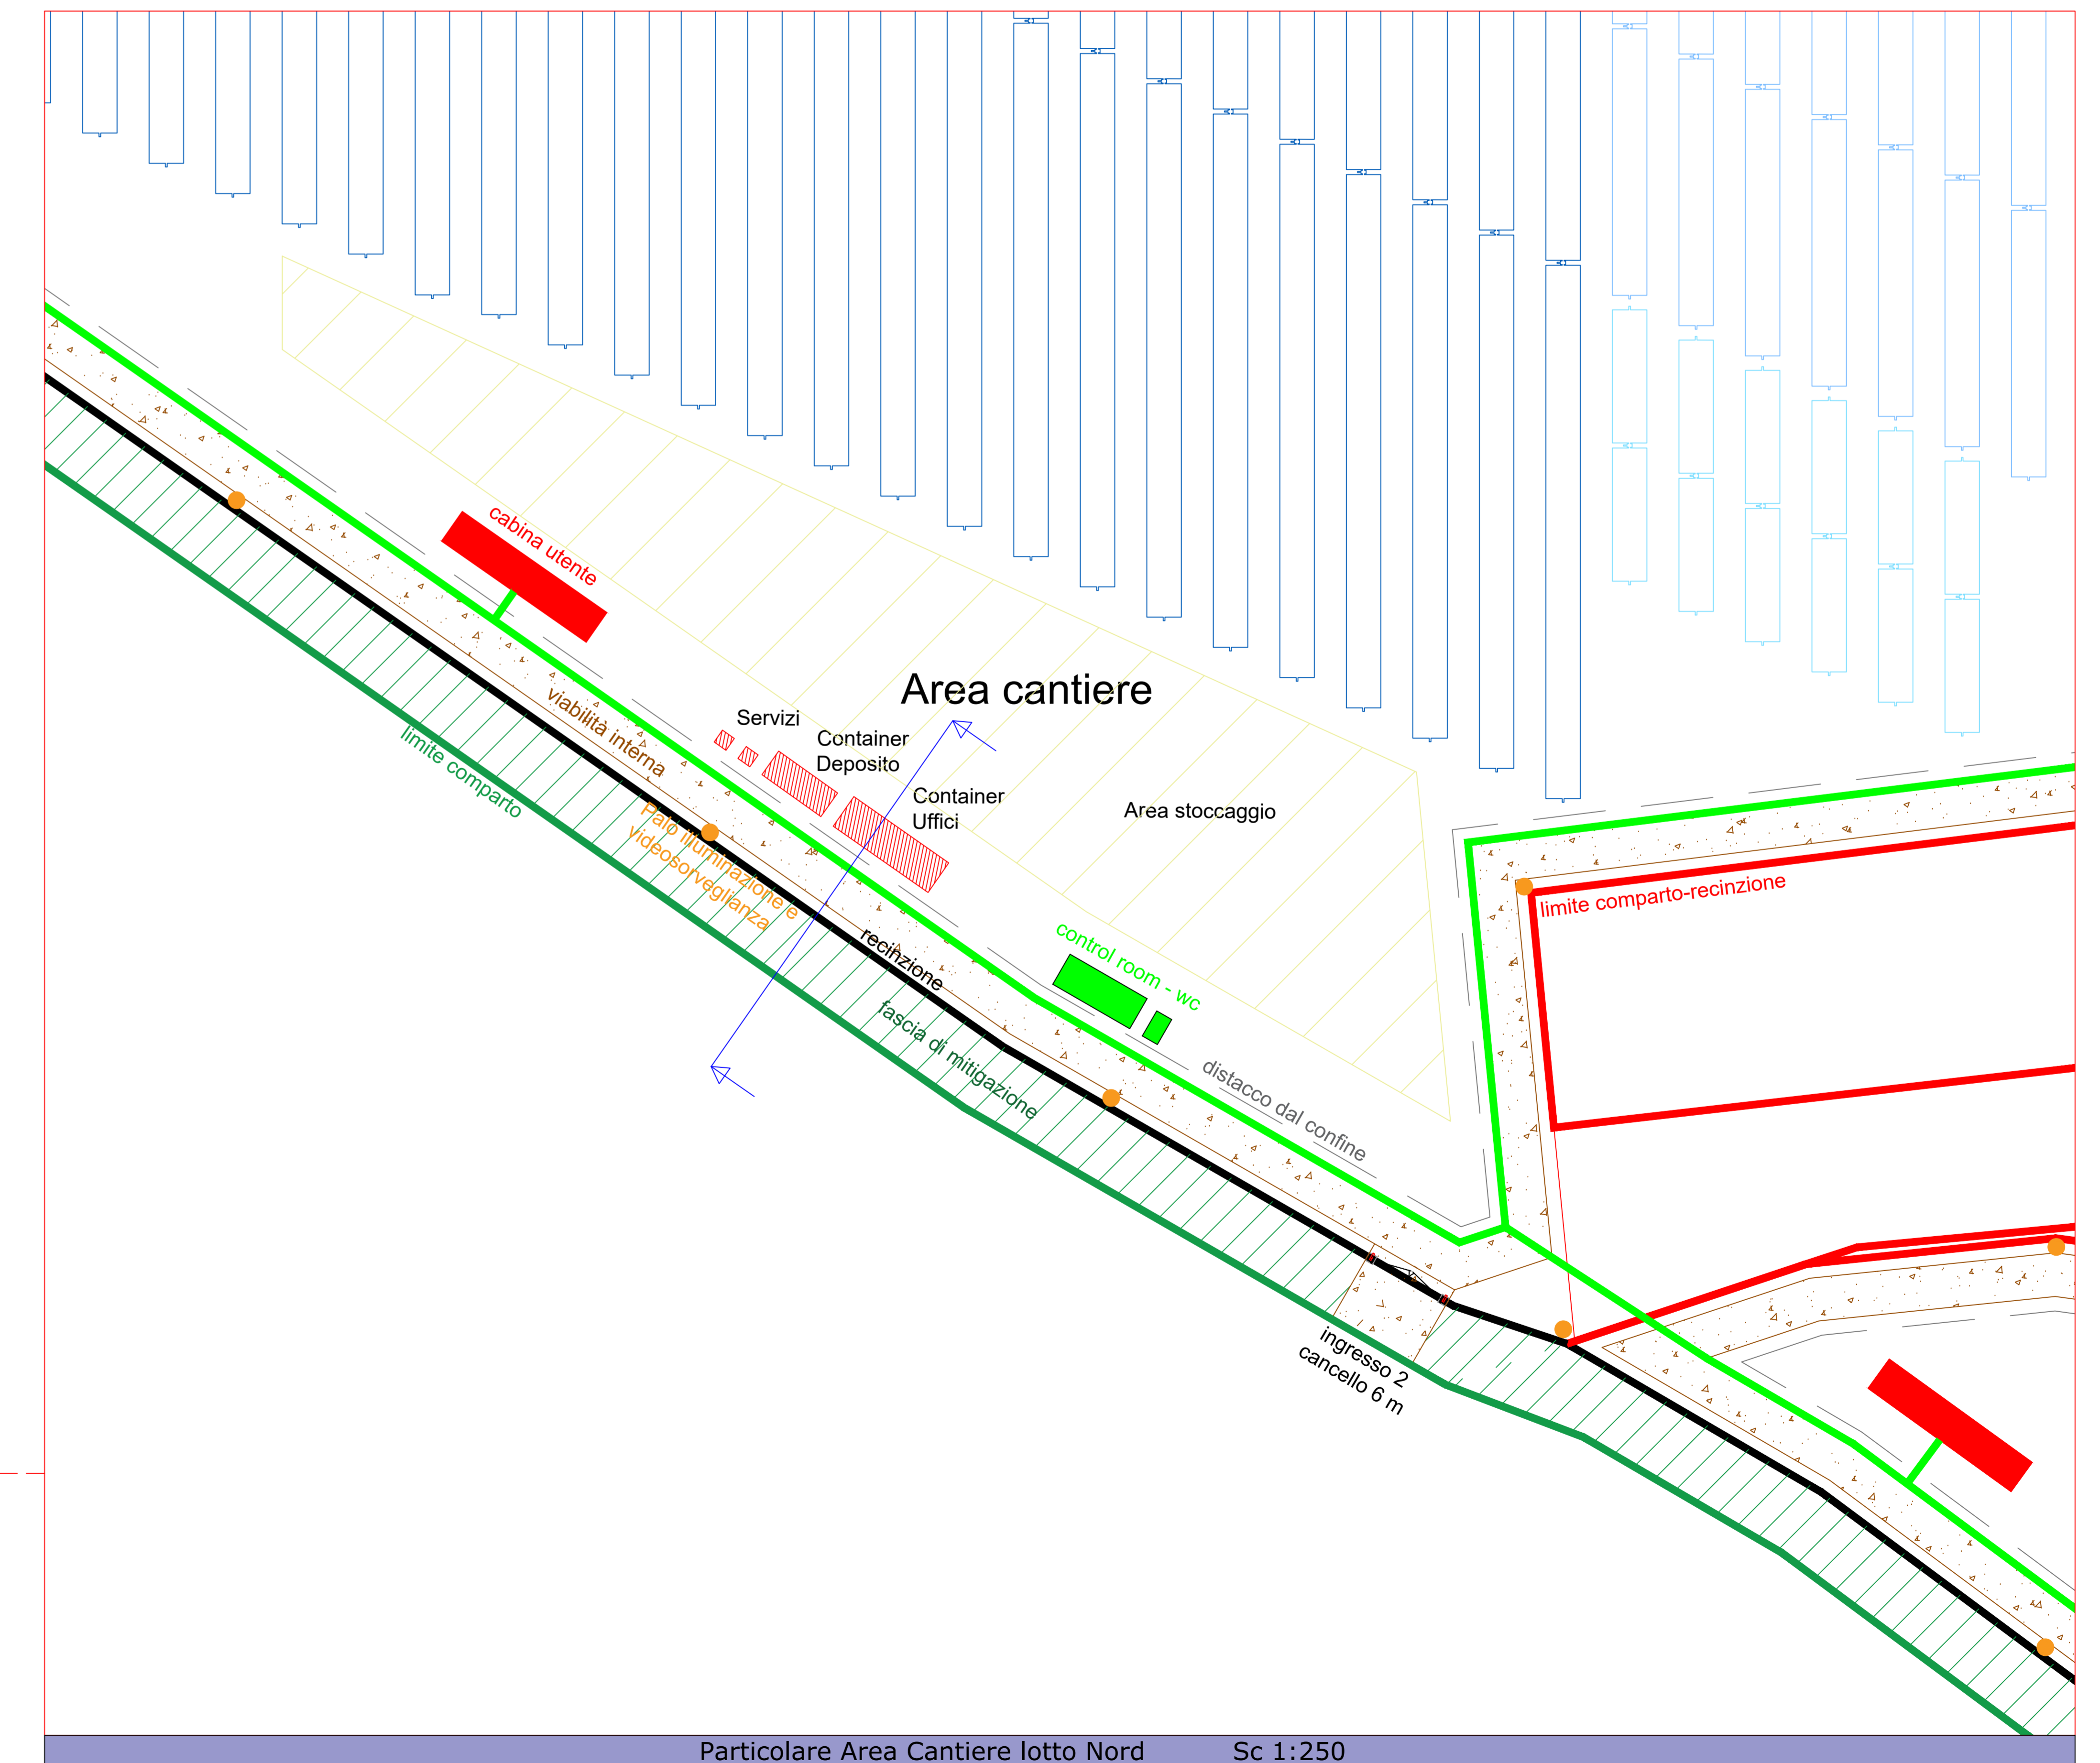 cabina utente
Area cantiere
Servizi
Container
Deposito
Container
Uffici
Area stoccaggio
viabilità interna
limite comparto
Palo illuminazione e
videosorveglianza
recinzione
fascia di mitigazione
control room - wc
distacco dal confine
limite comparto-recinzione
ingresso 2
cancello 6 m
Particolare Area Cantiere lotto Nord Sc 1:250